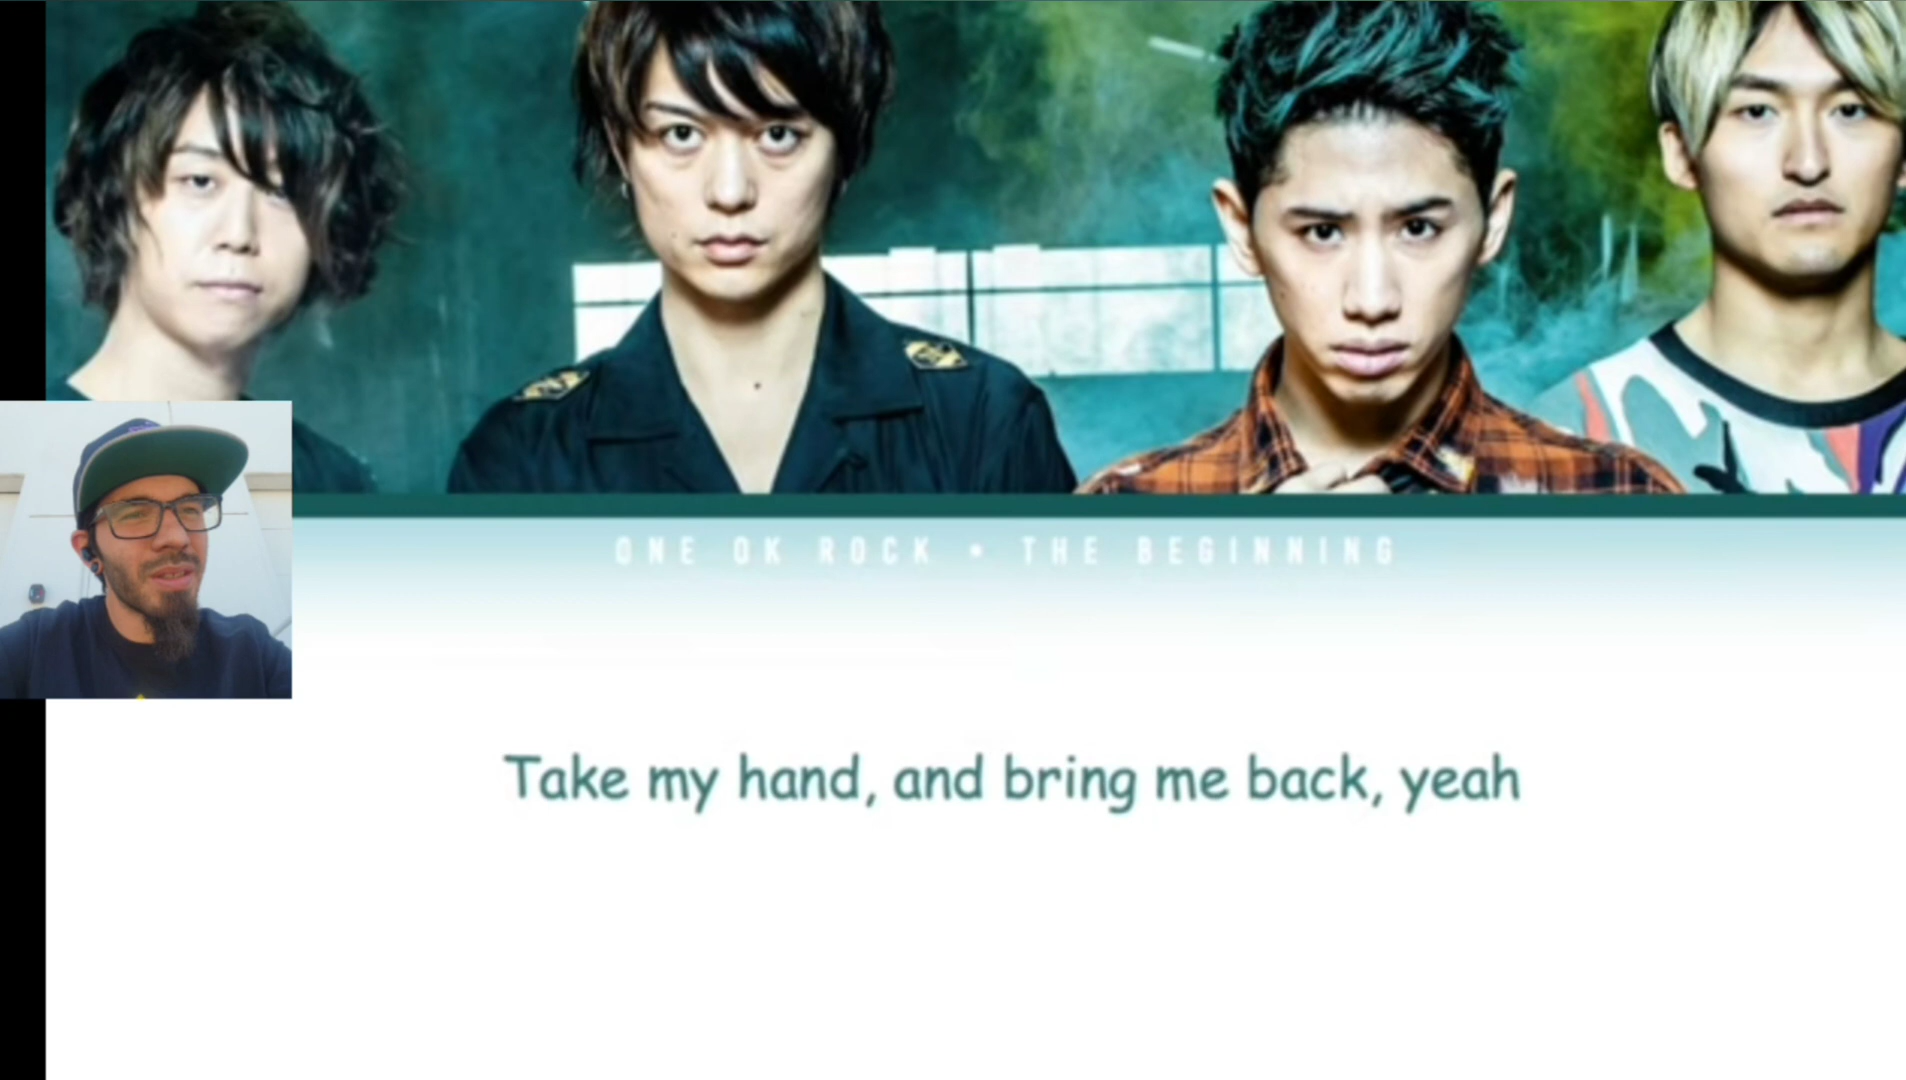 ONE OK ROCK • THE BEGINNING
Take my hand, and bring me back, yeah